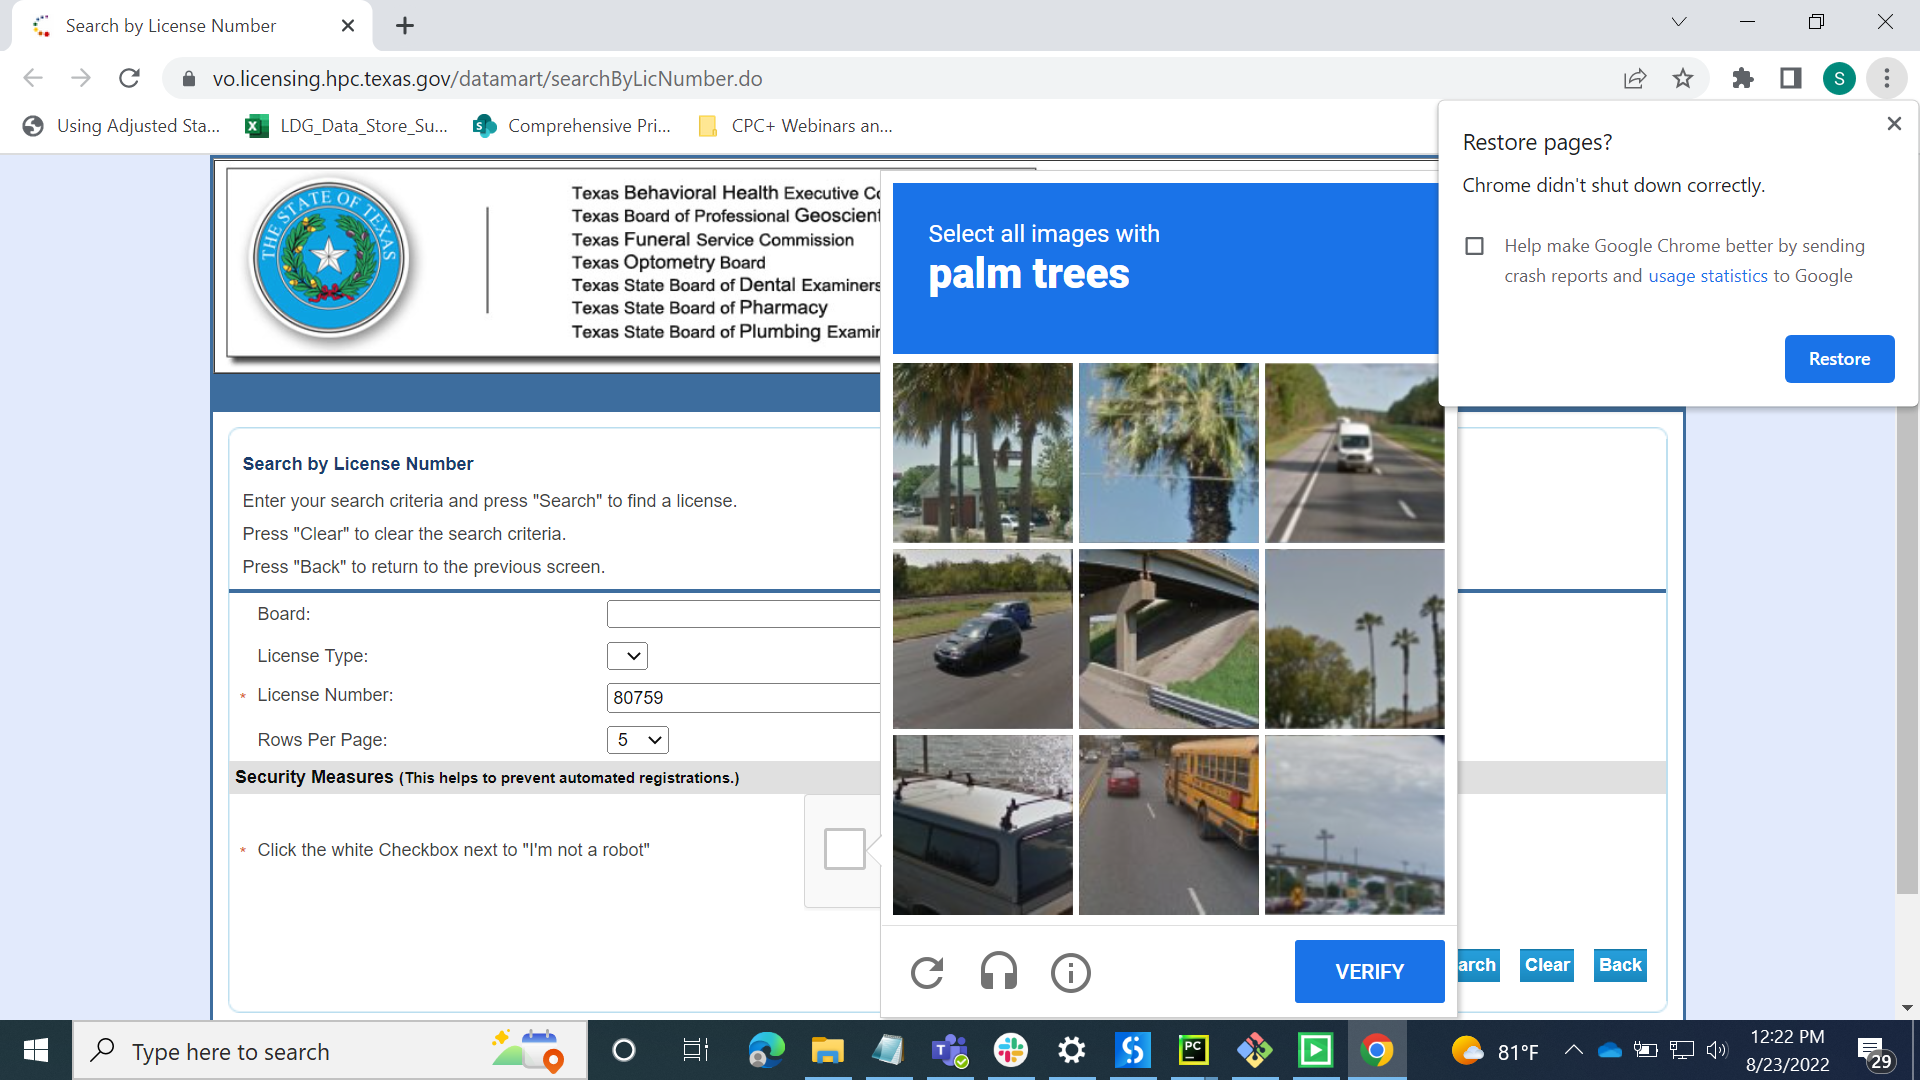 Search by License Number
vo.licensing.hpc.texas.gov/datamart/searchByLicNumber.do
S
Using Adjusted Sta...
LDG_Data_Store_Su...
Comprehensive Pri...
CPC+ Webinars an...
Restore pages?
Chrome didn't shut down correctly.
Help make Google Chrome better by sending
crash reports and usage statistics to Google
Restore
THE STATE OF TEXAS
Texas Behavioral Health Executive
Texas Board of Professional
Texas Funeral Service Commission
Texas Optometry Board
Texas State Board of Dental Examiners
Texas State Board of Pharmacy
Texas State Board of Plumbing
Select all images with
palm trees
Search by License Number
Enter your search criteria and press "Search" to find a license.
Press "Clear" to clear the search criteria.
Press "Back" to return to the previous screen.
Board:
License Type:
* License Number:
80759
Rows Per Page:
5
Security Measures (This helps to prevent automated registrations.)
* Click the white Checkbox next to "I'm not a robot"
VERIFY
arch
Clear
Back
Type here to search
PC
81°F
12:22 PM
8/23/2022
29